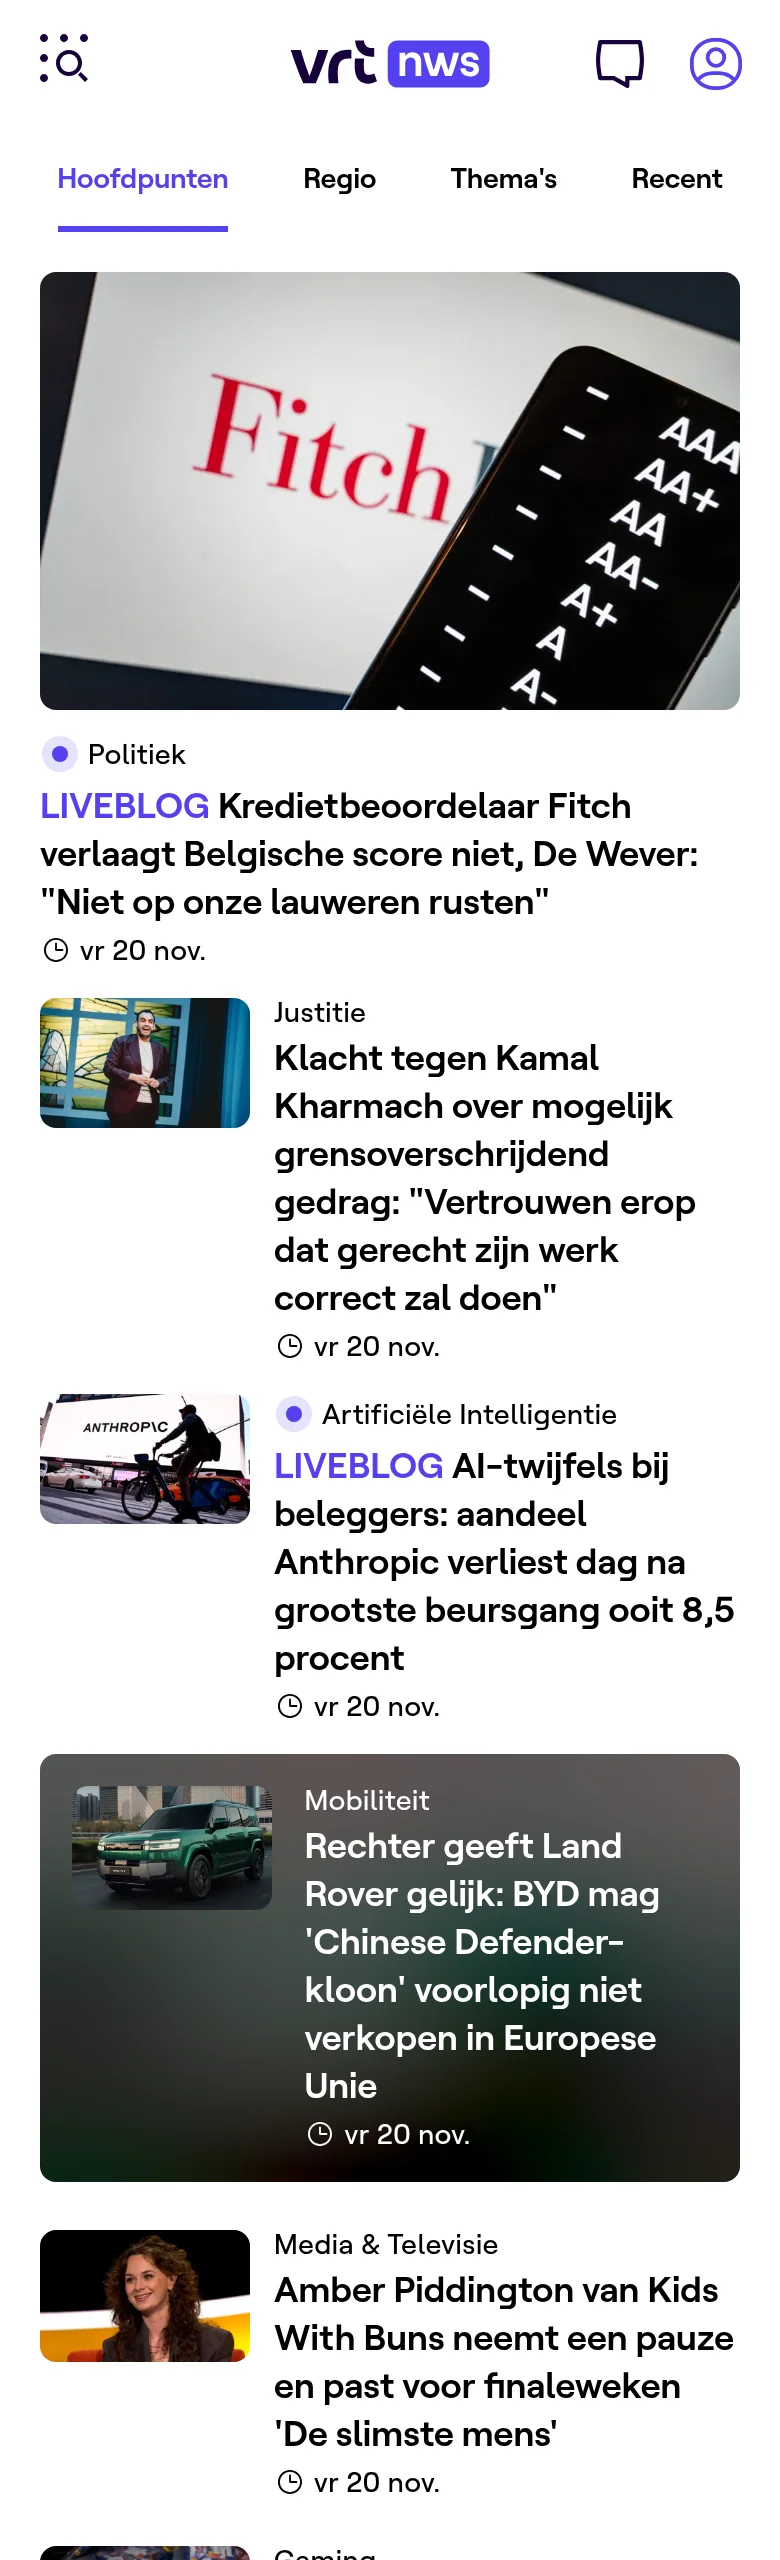 vrt nws
Hoofdpunten Regio Thema's Recent
Fitch
- AAA
- AA+
- AA
- AA-
- A+
- A
- A-
Politiek
LIVEBLOG Kredietbeoordelaar Fitch
verlaagt Belgische score niet, De Wever:
"Niet op onze lauweren rusten"
vr 20 nov.
Justitie
Klacht tegen Kamal
Kharmach over mogelijk
grensoverschrijdend
gedrag: "Vertrouwen erop
dat gerecht zijn werk
correct zal doen"
vr 20 nov.
ANTHROP\C
Artificiële Intelligentie
LIVEBLOG AI-twijfels bij
beleggers: aandeel
Anthropic verliest dag na
grootste beursgang ooit 8,5
procent
vr 20 nov.
Mobiliteit
Rechter geeft Land
Rover gelijk: BYD mag
'Chinese Defender-
kloon' voorlopig niet
verkopen in Europese
Unie
vr 20 nov.
Media & Televisie
Amber Piddington van Kids
With Buns neemt een pauze
en past voor finaleweken
'De slimste mens'
vr 20 nov.
Gaming